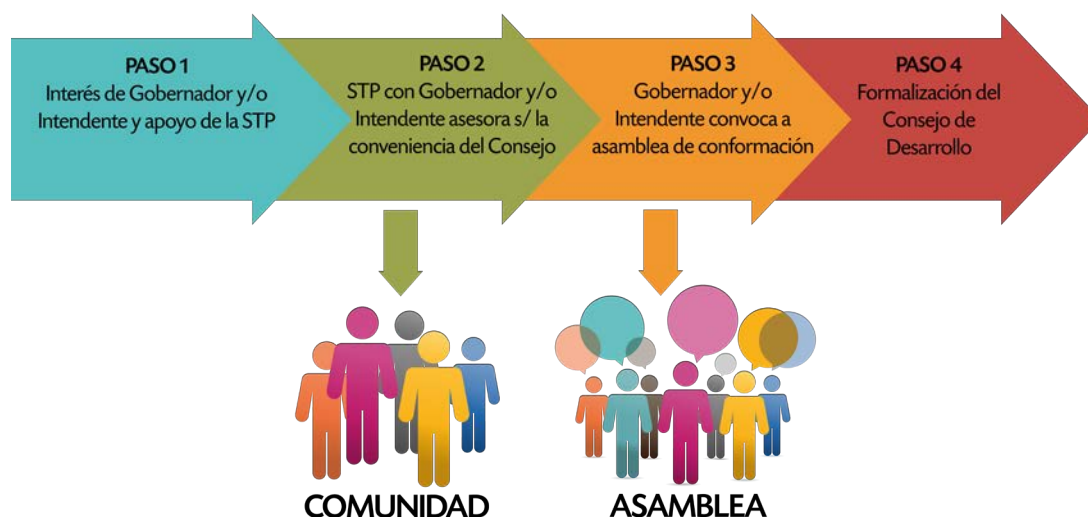 PASO 1
Interés de Gobernador y/o
Intendente y apoyo de la STP
PASO 2
STP con Gobernador y/o
Intendente asesora s/ la
conveniencia del Consejo
PASO 3
Gobernador y/o
Intendente convoca a
asamblea de conformación
PASO 4
Formalización del
Consejo de
Desarrollo
COMUNIDAD
ASAMBLEA